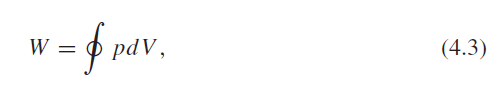 W = ∮ pdV, (4.3)